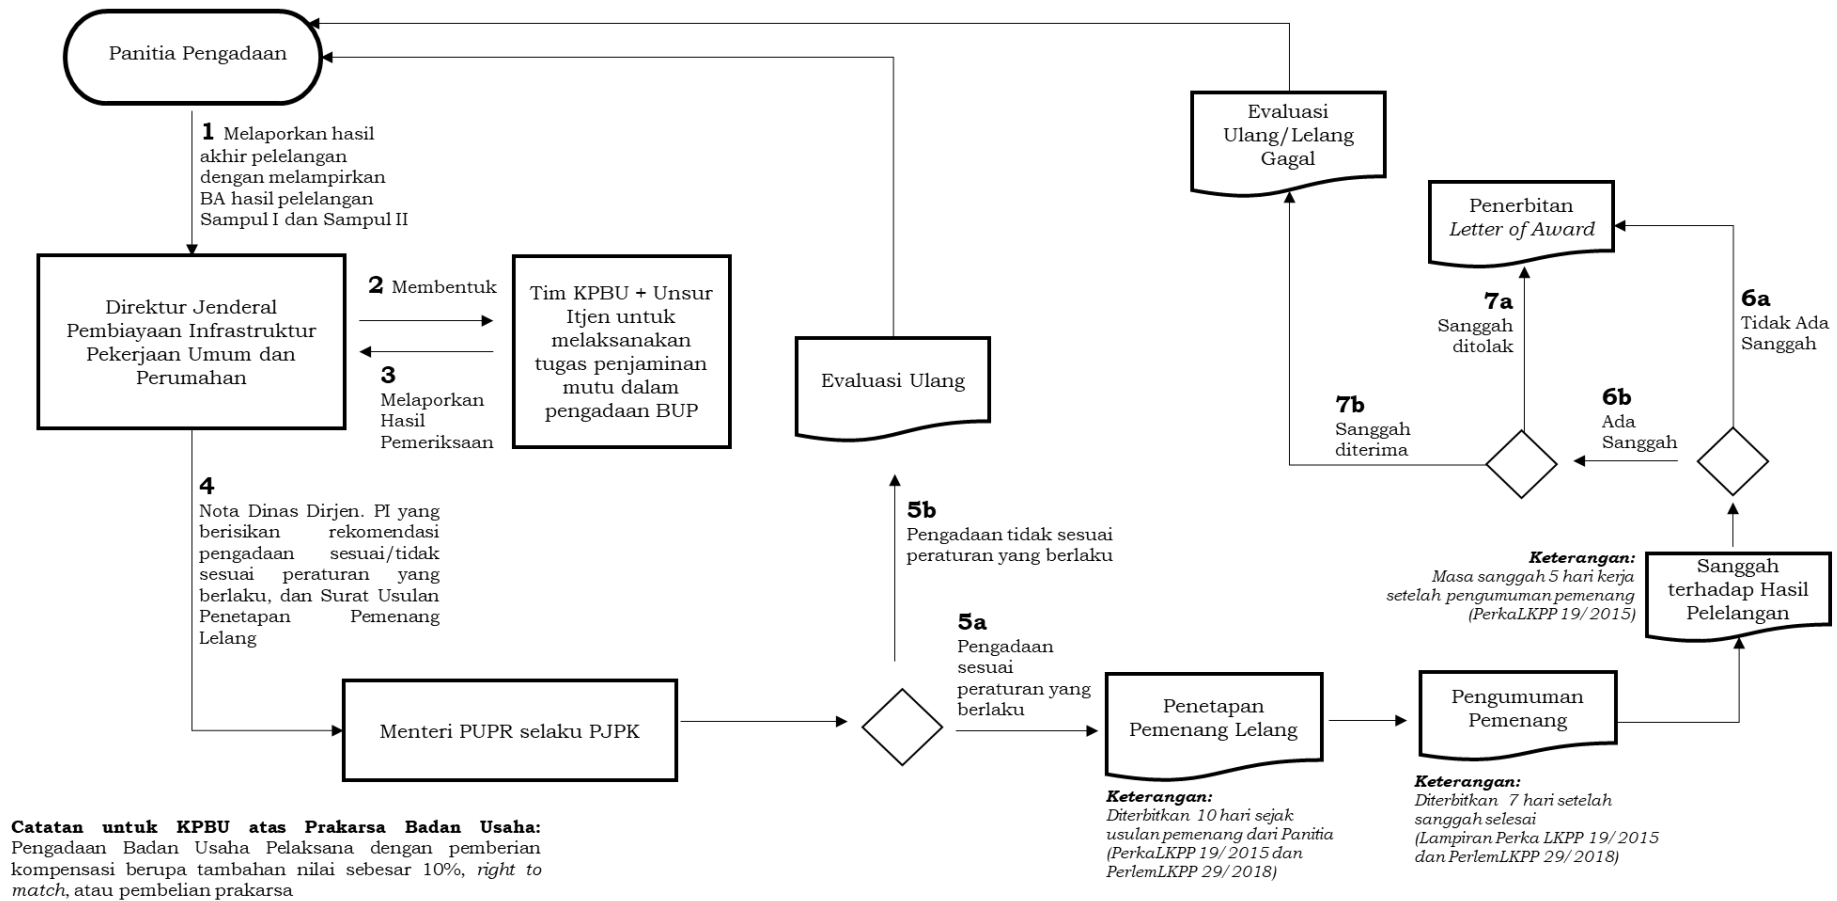 Panitia Pengadaan
1 Melaporkan hasil
akhir pelelangan
dengan melampirkan
BA hasil pelelangan
Sampul I dan Sampul II
Direktur Jenderal
Pembiayaan Infrastruktur
Pekerjaan Umum dan
Perumahan
2 Membentuk
3
Melaporkan
Hasil
Pemeriksaan
Tim KPBU + Unsur
Itjen untuk
melaksanakan
tugas penjaminan
mutu dalam
pengadaan BUP
4
Nota Dinas Dirjen. PI yang
berisikan rekomendasi
pengadaan sesuai/tidak
sesuai peraturan yang
berlaku, dan Surat Usulan
Penetapan Pemenang
Lelang
Menteri PUPR selaku PJPK
Evaluasi Ulang
5b
Pengadaan tidak sesuai
peraturan yang berlaku
5a
Pengadaan
sesuai
peraturan yang
berlaku
Penetapan
Pemenang Lelang
Keterangan:
Diterbitkan 10 hari sejak
usulan pemenang dari Panitia
(PerkaLKPP 19/2015 dan
PerlemLKPP 29/2018)
Pengumuman
Pemenang
Keterangan:
Diterbitkan 7 hari setelah
sanggah selesai
(Lampiran Perka LKPP 19/2015
dan PerlemLKPP 29/2018)
Sanggah
terhadap Hasil
Pelelangan
Keterangan:
Masa sanggah 5 hari kerja
setelah pengumuman pemenang
(PerkaLKPP 19/2015)
6a
Tidak Ada
Sanggah
6b
Ada
Sanggah
7a
Sanggah
ditolak
7b
Sanggah
diterima
Penerbitan
Letter of Award
Evaluasi
Ulang/Lelang
Gagal
Catatan untuk KPBU atas Prakarsa Badan Usaha:
Pengadaan Badan Usaha Pelaksana dengan pemberian
kompensasi berupa tambahan nilai sebesar 10%, right to
match, atau pembelian prakarsa